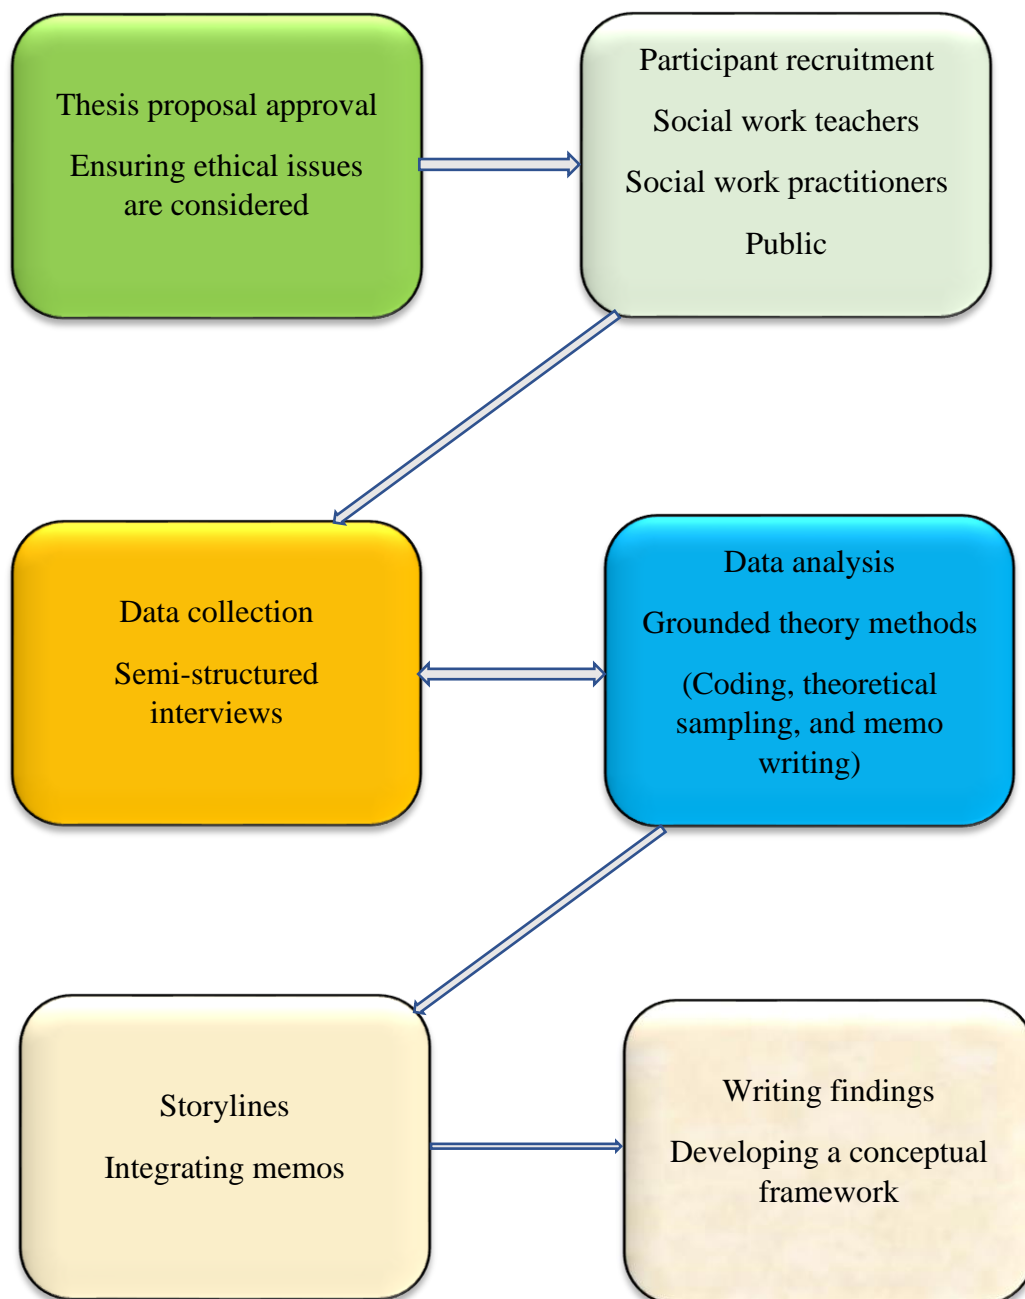 Thesis proposal approval
Ensuring ethical issues
are considered
Participant recruitment
Social work teachers
Social work practitioners
Public
Data collection
Semi-structured
interviews
Data analysis
Grounded theory methods
(Coding, theoretical
sampling, and memo
writing)
Storylines
Integrating memos
Writing findings
Developing a conceptual
framework